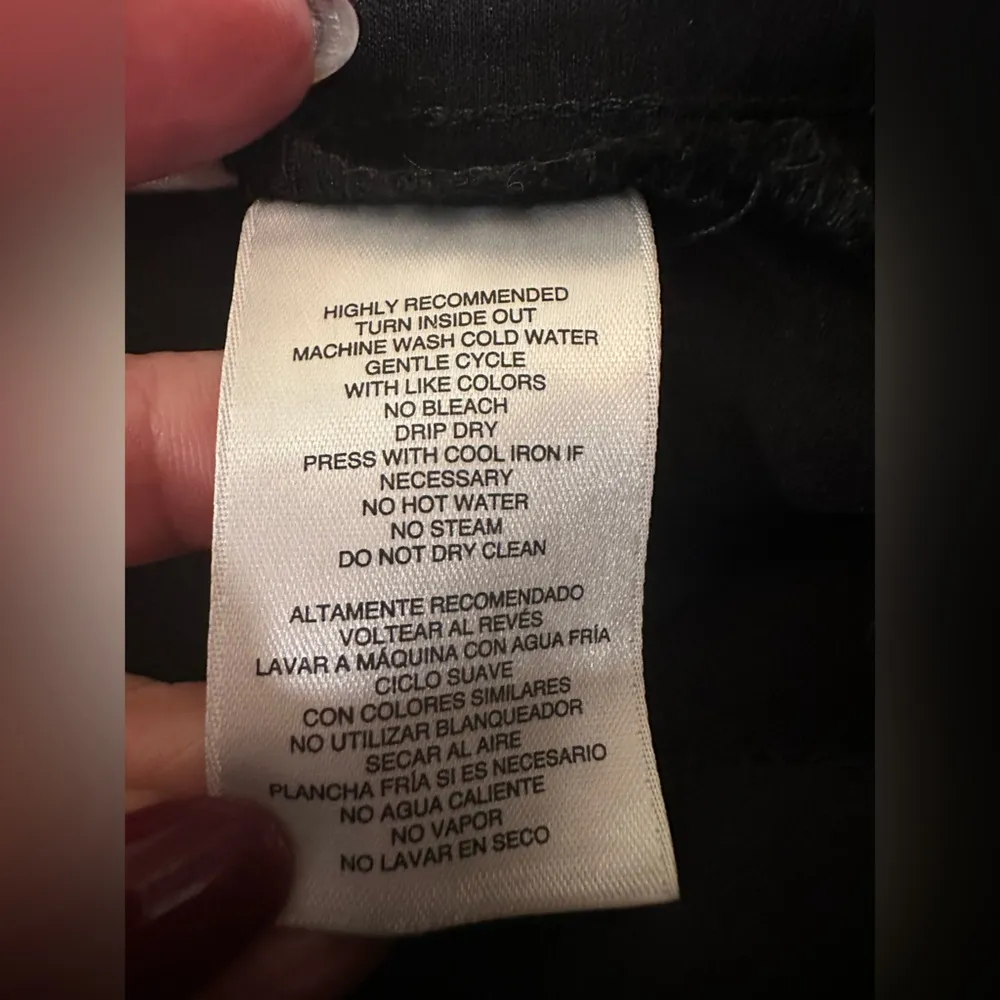 HIGHLY RECOMMENDED
TURN INSIDE OUT
MACHINE WASH COLD WATER
GENTLE CYCLE
WITH LIKE COLORS
NO BLEACH
DRIP DRY
PRESS WITH COOL IRON IF
NECESSARY
NO HOT WATER
NO STEAM
DO NOT DRY CLEAN
ALTAMENTE RECOMENDADO
VOLTEAR AL REVÉS
LAVAR A MÁQUINA CON AGUA FRÍA
CICLO SUAVE
CON COLORES SIMILARES
NO UTILIZAR BLANQUEADOR
SECAR AL AIRE
PLANCHA FRÍA SI ES NECESARIO
NO AGUA CALIENTE
NO VAPOR
NO LAVAR EN SECO